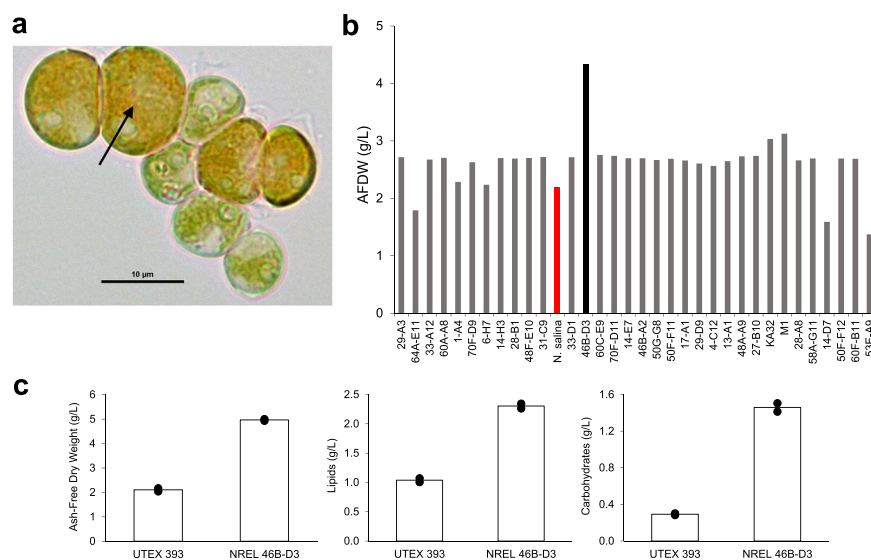 a
10 µm
b
5
4
3
2
1
0
AFDW (g/L)
29-A3
64A-E11
33-A12
60A-A8
1-A4
70F-D9
6-H7
14-H3
28-B1
48F-E10
31-C9
N. salina
33-D1
46B-D3
60C-E9
70F-D11
14-E7
46B-A2
50G-G8
50F-F11
17-A1
29-D9
4-C12
13-A1
48A-A9
27-B10
KA32
M1
28-A8
58A-G11
14-D7
50F-F12
60F-B11
53F-A9
c
Ash-Free Dry Weight (g/L)
6
5
4
3
2
1
0
UTEX 393 NREL 46B-D3
Lipids (g/L)
2.5
2.0
1.5
1.0
0.5
0.0
UTEX 393 NREL 46B-D3
Carbohydrates (g/L)
1.6
1.2
0.8
0.4
0.0
UTEX 393 NREL 46B-D3